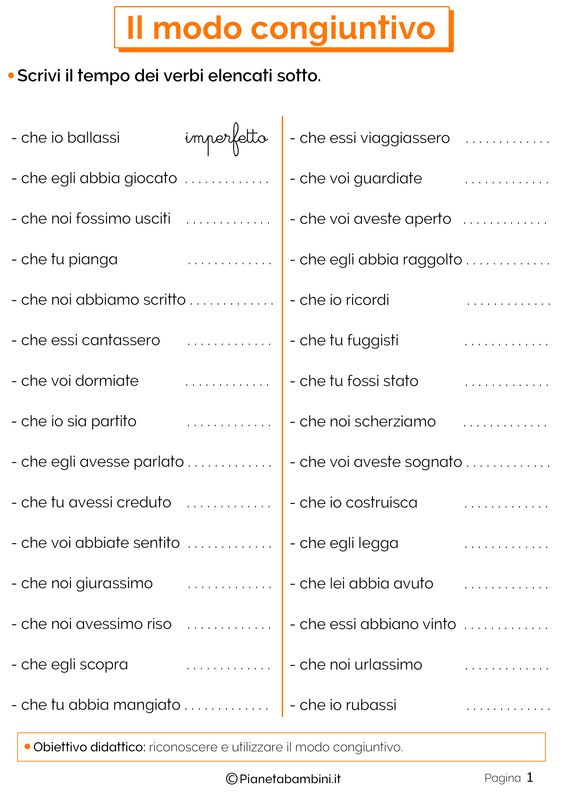 Il modo congiuntivo
Scrivi il tempo dei verbi elencati sotto.
- che io ballassi imperfetto
- che egli abbia giocato .............
- che noi fossimo usciti .............
- che tu pianga .............
- che noi abbiamo scritto .............
- che essi cantassero .............
- che voi dormiate .............
- che io sia partito .............
- che egli avesse parlato .............
- che tu avessi creduto .............
- che voi abbiate sentito .............
- che noi giurassimo .............
- che noi avessimo riso .............
- che egli scopra .............
- che tu abbia mangiato .............
- che essi viaggiassero .............
- che voi guardiate .............
- che voi aveste aperto .............
- che egli abbia raggolto .............
- che io ricordi .............
- che tu fuggisti .............
- che tu fossi stato .............
- che noi scherziamo .............
- che voi aveste sognato .............
- che io costruisca .............
- che egli legga .............
- che lei abbia avuto .............
- che essi abbiano vinto .............
- che noi urlassimo .............
- che io rubassi .............
Obiettivo didattico: riconoscere e utilizzare il modo congiuntivo.
©Pianetabambini.it
Pagina 1